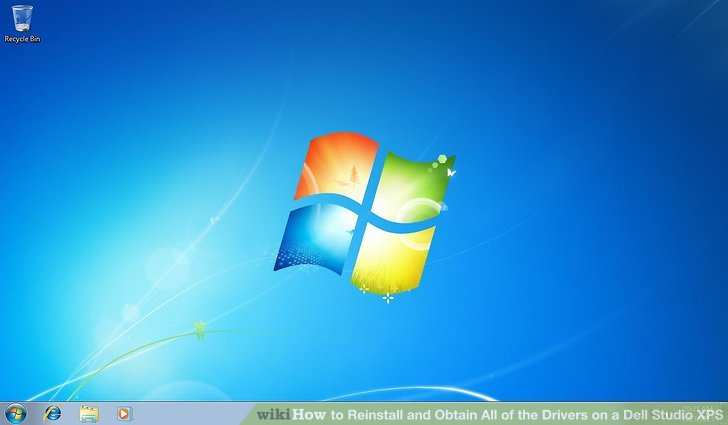 Recycle Bin
wikiHow to Reinstall and Obtain All of the Drivers on a Dell Studio XPS